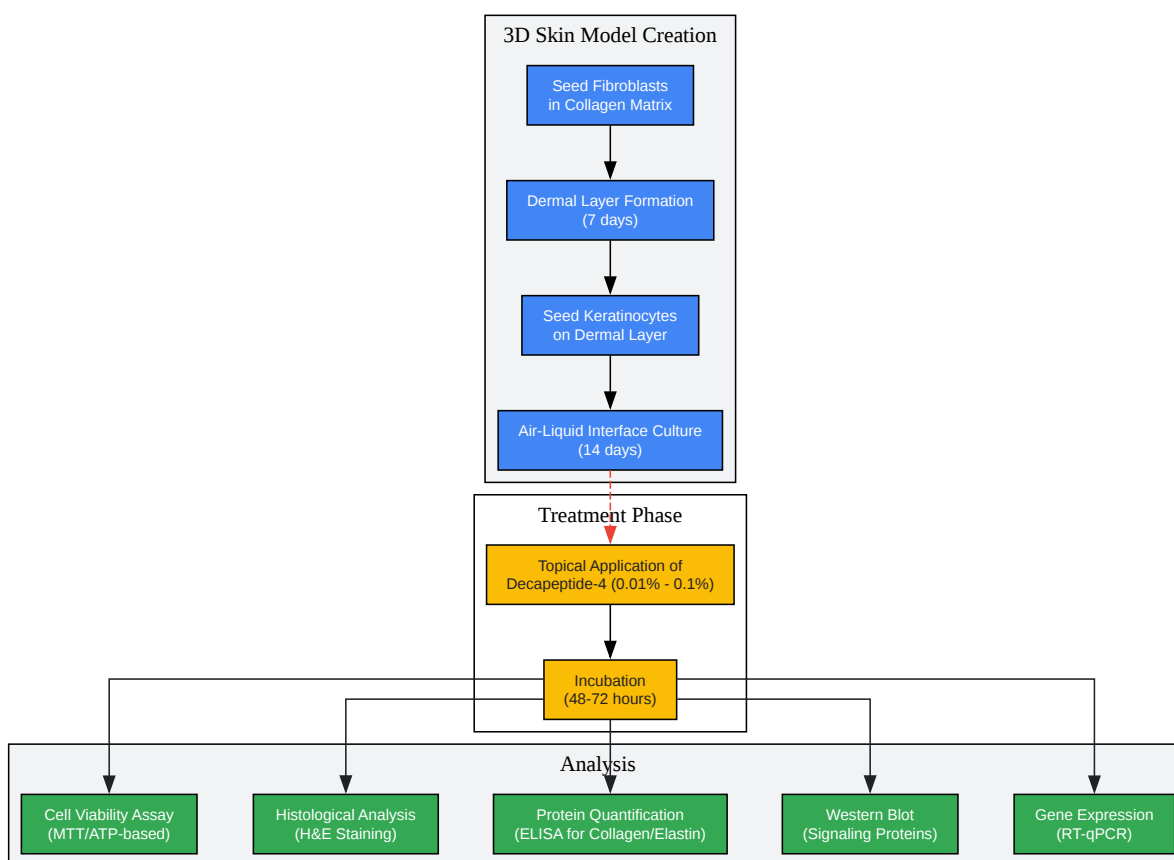 3D Skin Model Creation
Seed Fibroblasts
in Collagen Matrix
Dermal Layer Formation
(7 days)
Seed Keratinocytes
on Dermal Layer
Air-Liquid Interface Culture
(14 days)
Treatment Phase
Topical Application of
Decapeptide-4 (0.01% - 0.1%)
Incubation
(48-72 hours)
Analysis
Cell Viability Assay
(MTT/ATP-based)
Histological Analysis
(H&E Staining)
Protein Quantification
(ELISA for Collagen/Elastin)
Western Blot
(Signaling Proteins)
Gene Expression
(RT-qPCR)